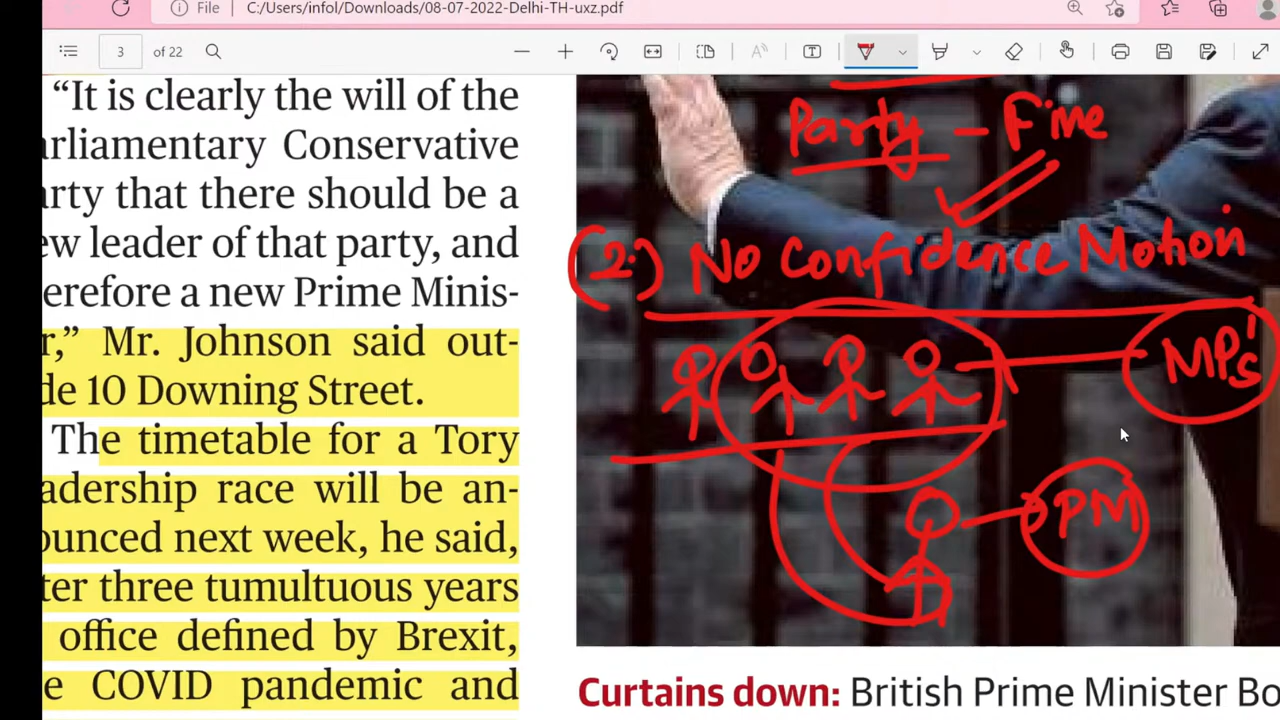 File C:/Users/infol/Downloads/08-07-2022-Delhi-TH-uxz.pdf
3 of 22
“It is clearly the will of the
arliamentary Conservative
arty that there should be a
ew leader of that party, and
erefore a new Prime Minis-
r,” Mr. Johnson said out-
de 10 Downing Street.
The timetable for a Tory
adership race will be an-
ounced next week, he said,
ter three tumultuous years
office defined by Brexit,
e COVID pandemic and
Party - Fine
(2.) No Confidence Motion
MP's
PM
Curtains down: British Prime Minister Bo